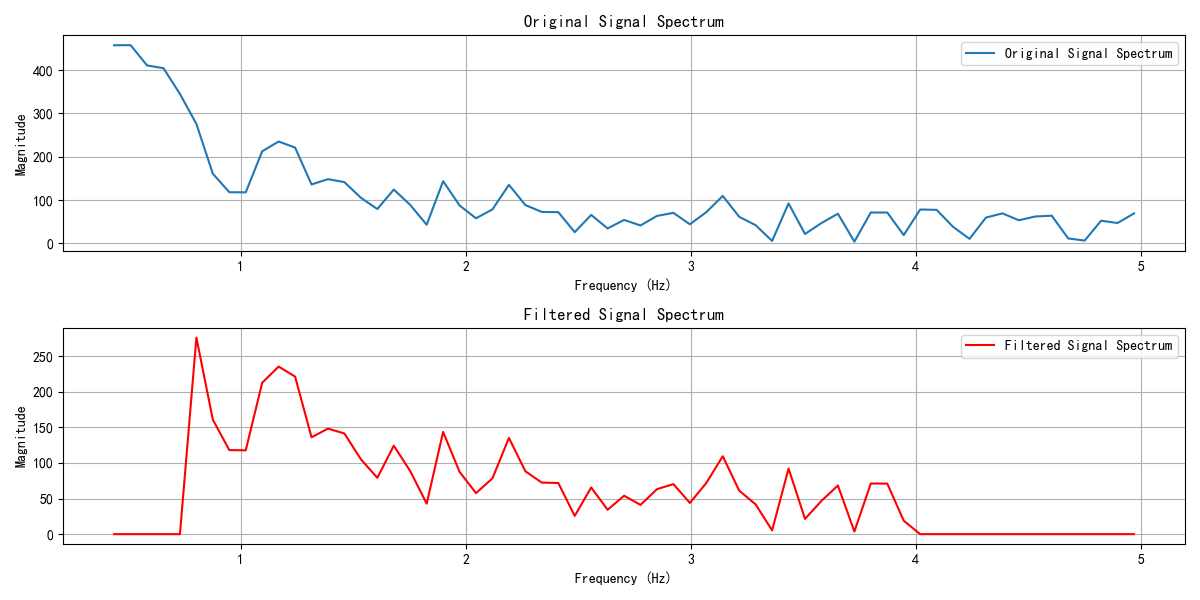 Original Signal Spectrum
Original Signal Spectrum
Magnitude
400
300
200
100
0
1 2 3 4 5
Frequency (Hz)
Filtered Signal Spectrum
Filtered Signal Spectrum
Magnitude
250
200
150
100
50
0
1 2 3 4 5
Frequency (Hz)